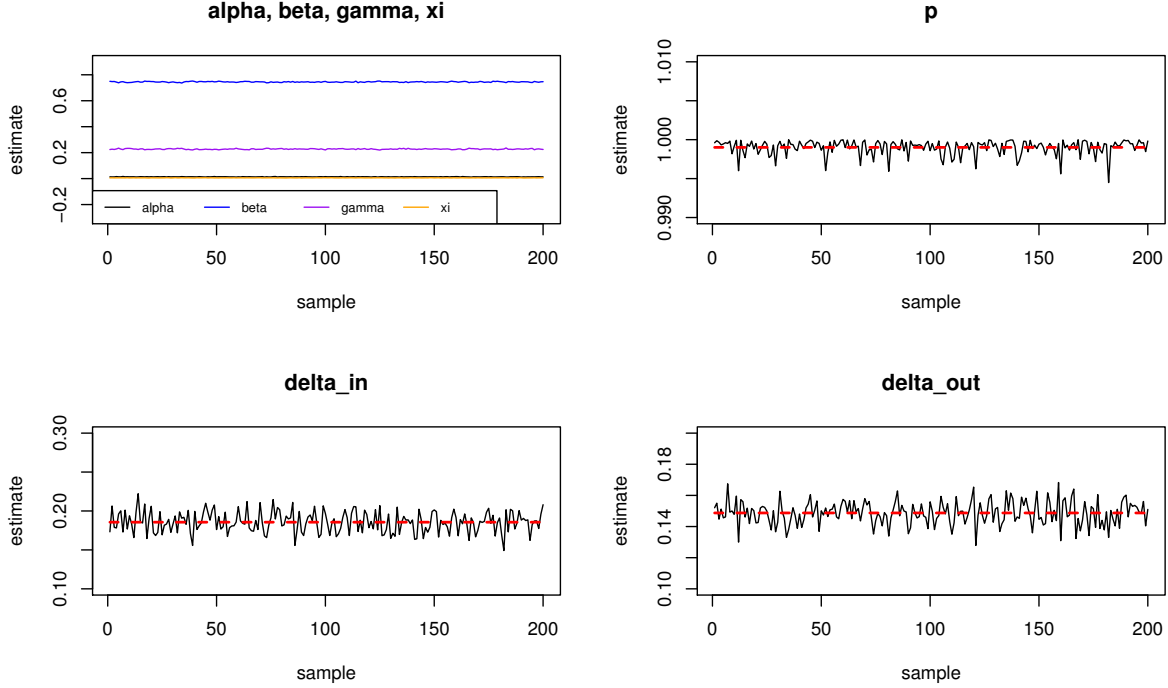 alpha, beta, gamma, xi
estimate
−0.2 0.2 0.6
alpha beta gamma xi
0 50 100 150 200
sample
p
estimate
0.990 1.000 1.010
0 50 100 150 200
sample
delta_in
estimate
0.10 0.20 0.30
0 50 100 150 200
sample
delta_out
estimate
0.10 0.14 0.18
0 50 100 150 200
sample